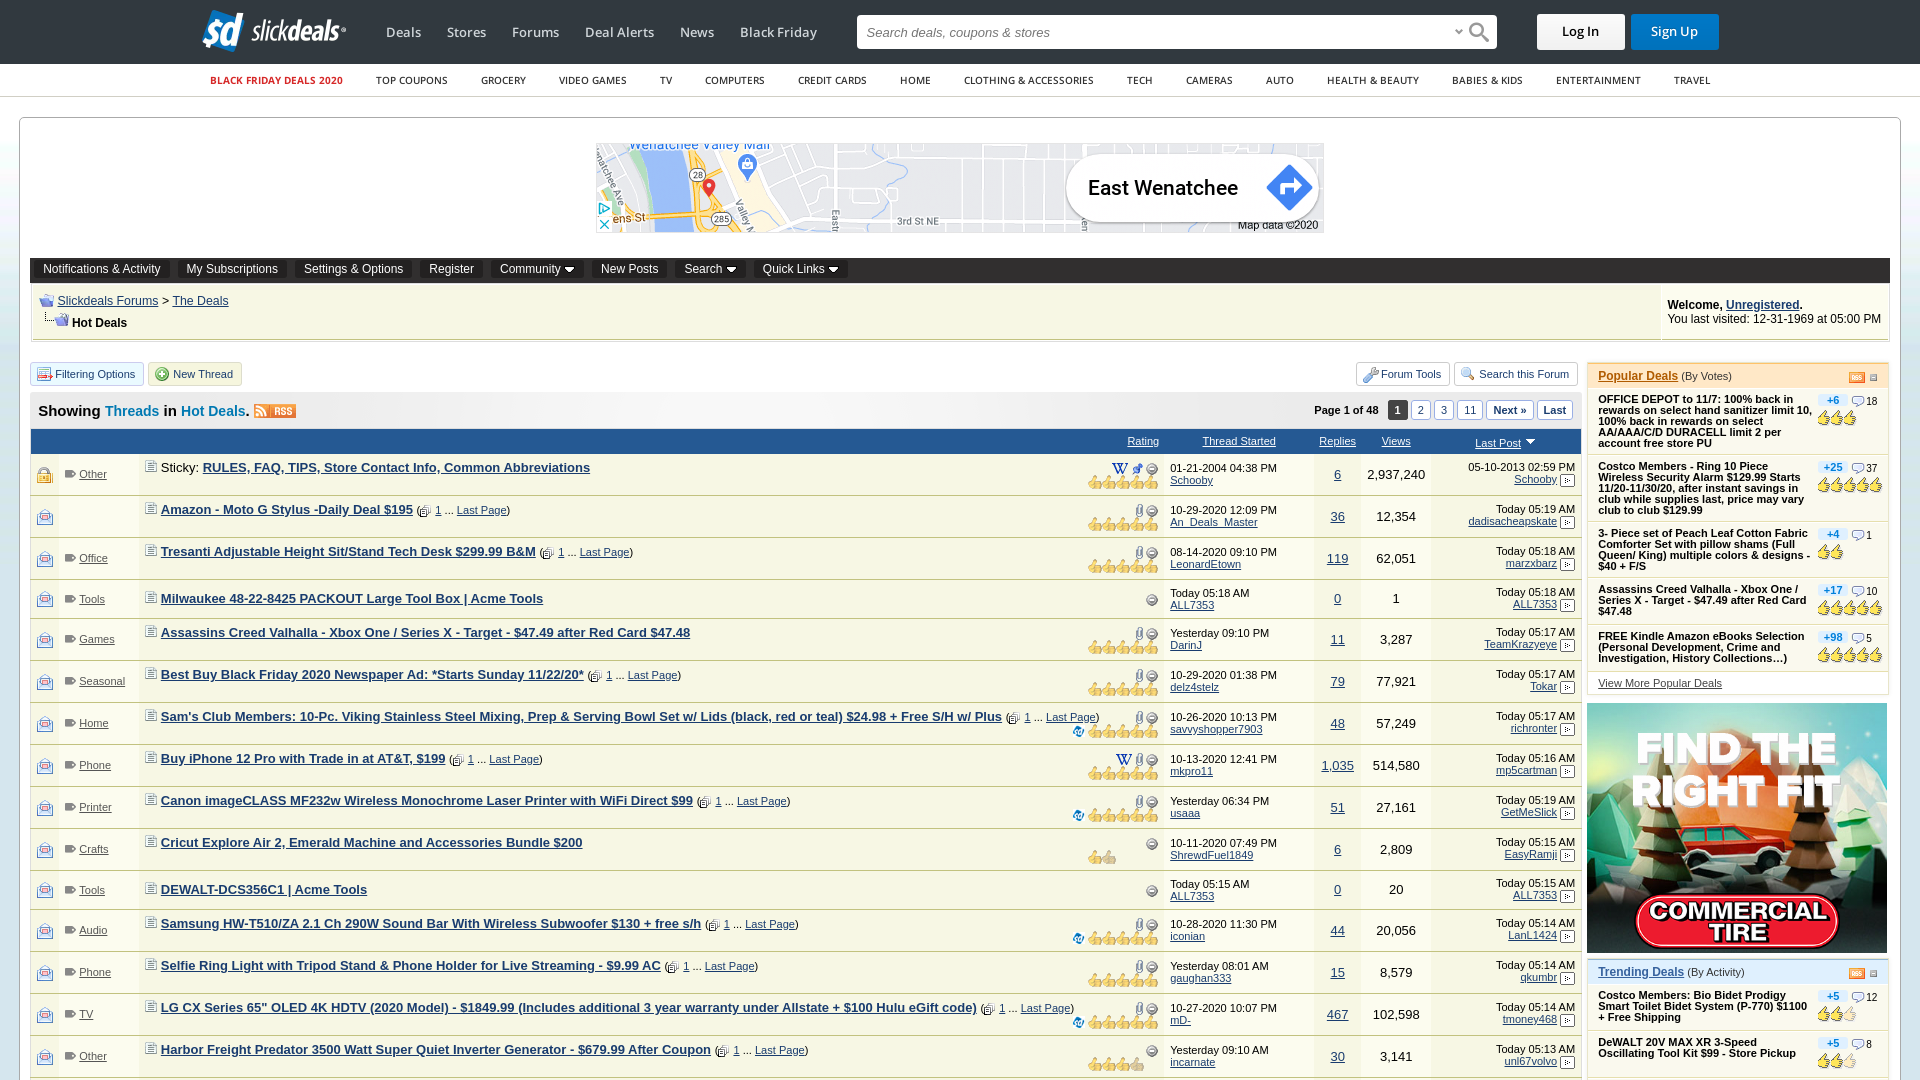 slickdeals
Deals Stores Forums Deal Alerts News Black Friday
Search deals, coupons & stores
Log In Sign Up
BLACK FRIDAY DEALS 2020 TOP COUPONS GROCERY VIDEO GAMES TV COMPUTERS CREDIT CARDS HOME CLOTHING & ACCESSORIES TECH CAMERAS AUTO HEALTH & BEAUTY BABIES & KIDS ENTERTAINMENT TRAVEL
Wenatchee Valley Mall
28
285
Valley M
3rd St NE
East Wenatchee
Map data ©2020
Notifications & Activity My Subscriptions Settings & Options Register Community New Posts Search Quick Links
Slickdeals Forums > The Deals
Hot Deals
Welcome, Unregistered.
You last visited: 12-31-1969 at 05:00 PM
Filtering Options New Thread Forum Tools Search this Forum
Showing Threads in Hot Deals. RSS
Page 1 of 48 1 2 3 11 Next » Last
Rating Thread Started Replies Views Last Post
Other Sticky: RULES, FAQ, TIPS, Store Contact Info, Common Abbreviations 01-21-2004 04:38 PM Schooby 6 2,937,240 05-10-2013 02:59 PM Schooby
Amazon - Moto G Stylus -Daily Deal $195 ( 1 ... Last Page) 10-29-2020 12:09 PM An_Deals_Master 36 12,354 Today 05:19 AM dadisacheapskate
Office Tresanti Adjustable Height Sit/Stand Tech Desk $299.99 B&M ( 1 ... Last Page) 08-14-2020 09:10 PM LeonardEtown 119 62,051 Today 05:18 AM marzxbarz
Tools Milwaukee 48-22-8425 PACKOUT Large Tool Box | Acme Tools Today 05:18 AM ALL7353 0 1 Today 05:18 AM ALL7353
Games Assassins Creed Valhalla - Xbox One / Series X - Target - $47.49 after Red Card $47.48 Yesterday 09:10 PM DarinJ 11 3,287 Today 05:17 AM TeamKrazyeye
Seasonal Best Buy Black Friday 2020 Newspaper Ad: *Starts Sunday 11/22/20* ( 1 ... Last Page) 10-29-2020 01:38 PM delz4stelz 79 77,921 Today 05:17 AM Tokar
Home Sam's Club Members: 10-Pc. Viking Stainless Steel Mixing, Prep & Serving Bowl Set w/ Lids (black, red or teal) $24.98 + Free S/H w/ Plus ( 1 ... Last Page) 10-26-2020 10:13 PM savvyshopper7903 48 57,249 Today 05:17 AM richronter
Phone Buy iPhone 12 Pro with Trade in at AT&T, $199 ( 1 ... Last Page) 10-13-2020 12:41 PM mkpro11 1,035 514,580 Today 05:16 AM mp5cartman
Printer Canon imageCLASS MF232w Wireless Monochrome Laser Printer with WiFi Direct $99 ( 1 ... Last Page) Yesterday 06:34 PM usaaa 51 27,161 Today 05:19 AM GetMeSlick
Crafts Cricut Explore Air 2, Emerald Machine and Accessories Bundle $200 10-11-2020 07:49 PM ShrewdFuel1849 6 2,809 Today 05:15 AM EasyRamji
Tools DEWALT-DCS356C1 | Acme Tools Today 05:15 AM ALL7353 0 20 Today 05:15 AM ALL7353
Audio Samsung HW-T510/ZA 2.1 Ch 290W Sound Bar With Wireless Subwoofer $130 + free s/h ( 1 ... Last Page) 10-28-2020 11:30 PM iconian 44 20,056 Today 05:14 AM LanL1424
Phone Selfie Ring Light with Tripod Stand & Phone Holder for Live Streaming - $9.99 AC ( 1 ... Last Page) Yesterday 08:01 AM gaughan333 15 8,579 Today 05:14 AM qkumbr
TV LG CX Series 65" OLED 4K HDTV (2020 Model) - $1849.99 (Includes additional 3 year warranty under Allstate + $100 Hulu eGift code) ( 1 ... Last Page) 10-27-2020 10:07 PM mD- 467 102,598 Today 05:14 AM tmoney468
Other Harbor Freight Predator 3500 Watt Super Quiet Inverter Generator - $679.99 After Coupon ( 1 ... Last Page) Yesterday 09:10 AM incarnate 30 3,141 Today 05:13 AM unl67volvo
Popular Deals (By Votes)
OFFICE DEPOT to 11/7: 100% back in +6 18
rewards on select hand sanitizer limit 10,
100% back in rewards on select
AA/AAA/C/D DURACELL limit 2 per
account free store PU
Costco Members - Ring 10 Piece +25 37
Wireless Security Alarm $129.99 Starts
11/20-11/30/20, after instant savings in
club while supplies last, price may vary
club to club $129.99
3- Piece set of Peach Leaf Cotton Fabric +4 1
Comforter Set with pillow shams (Full
Queen/ King) multiple colors & designs -
$40 + F/S
Assassins Creed Valhalla - Xbox One / +17 10
Series X - Target - $47.49 after Red Card
$47.48
FREE Kindle Amazon eBooks Selection +98 5
(Personal Development, Crime and
Investigation, History Collections…)
View More Popular Deals
FIND THE
RIGHT FIT
COMMERCIAL
TIRE
Trending Deals (By Activity)
Costco Members: Bio Bidet Prodigy +5 12
Smart Toilet Bidet System (P-770) $1100
+ Free Shipping
DeWALT 20V MAX XR 3-Speed +5 8
Oscillating Tool Kit $99 - Store Pickup